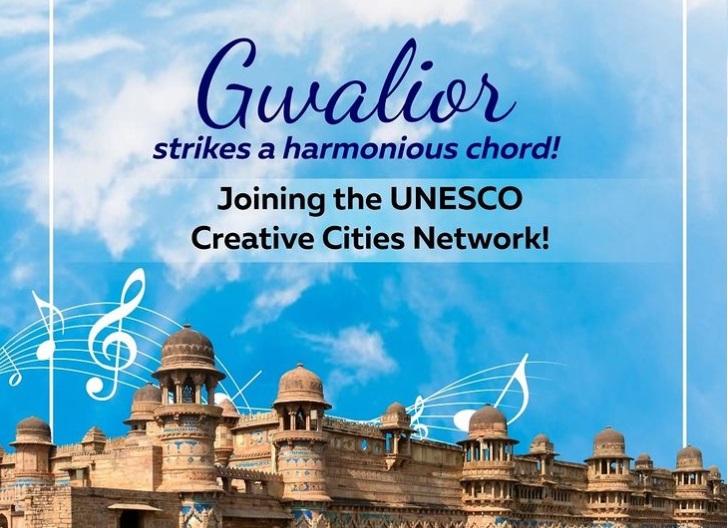 Gwalior
strikes a harmonious chord!
Joining the UNESCO
Creative Cities Network!